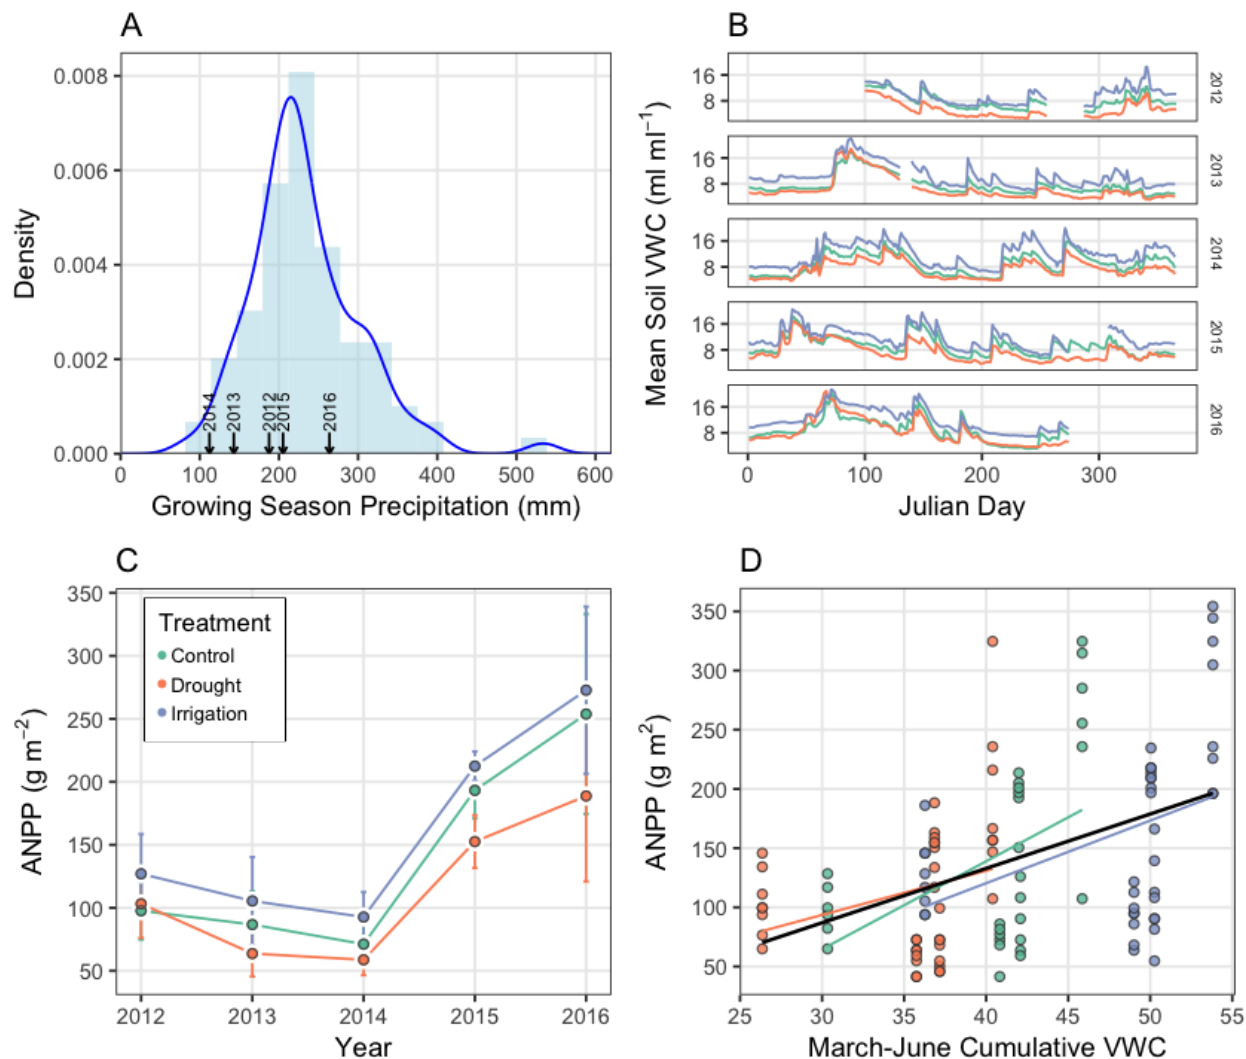 A
0.008
0.006
0.004
0.002
0.000
Density
2014
2013
2012
2015
2016
0 100 200 300 400 500 600
Growing Season Precipitation (mm)
B
16
8
2012
16
8
2013
16
8
2014
16
8
2015
16
8
2016
Mean Soil VWC (ml ml⁻¹)
0 100 200 300
Julian Day
C
350
300
250
200
150
100
50
ANPP (g m⁻²)
Treatment
Control
Drought
Irrigation
2012 2013 2014 2015 2016
Year
D
350
300
250
200
150
100
50
ANPP (g m²)
25 30 35 40 45 50 55
March-June Cumulative VWC